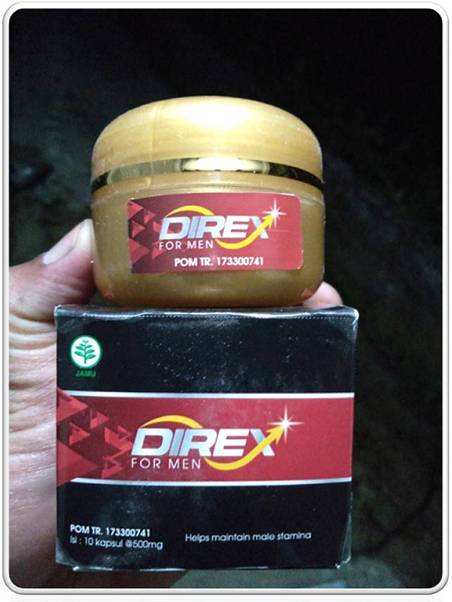 DIREX
FOR MEN
POM TR. 173300741
JAMU
DIREX
FOR MEN
POM TR. 173300741
Isi : 10 kapsul @500mg
Helps maintain male stamina